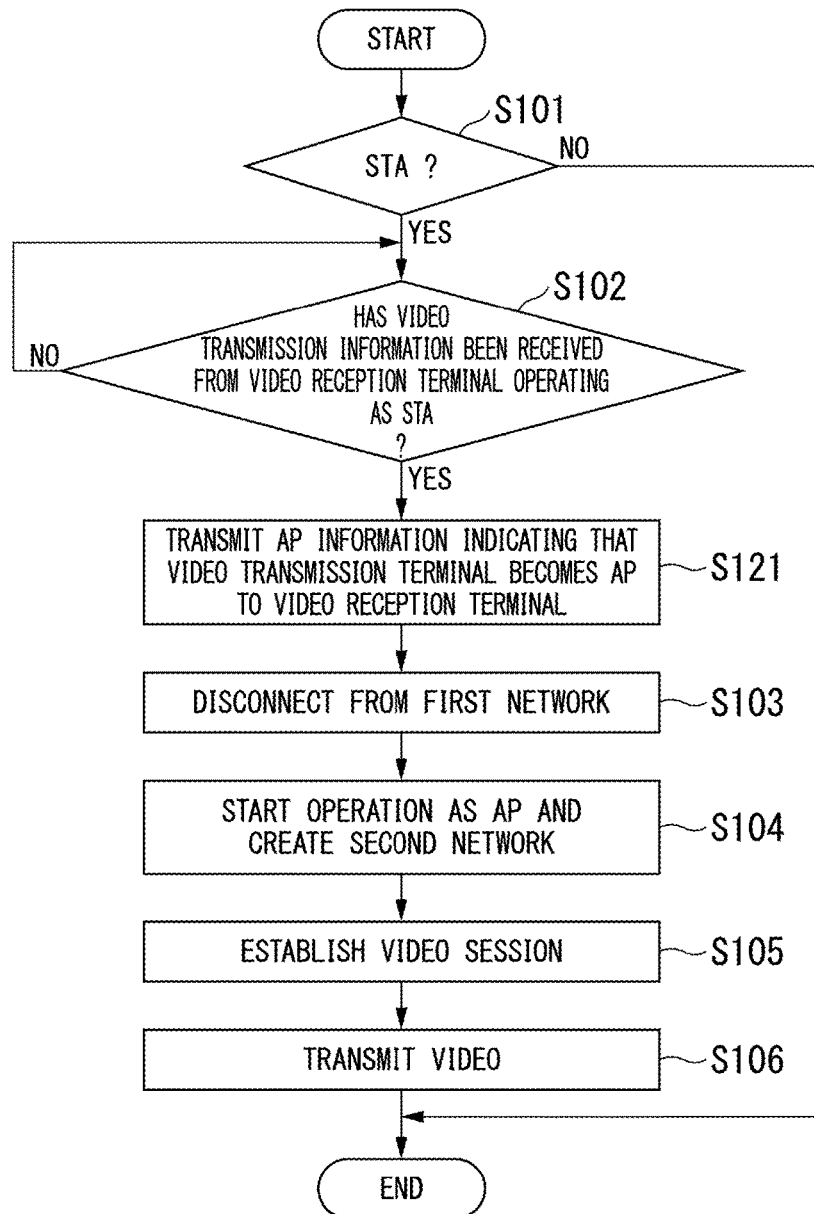 START
S101
STA ?
NO
YES
S102
HAS VIDEO
TRANSMISSION INFORMATION BEEN RECEIVED
FROM VIDEO RECEPTION TERMINAL OPERATING
AS STA
?
NO
YES
TRANSMIT AP INFORMATION INDICATING THAT
VIDEO TRANSMISSION TERMINAL BECOMES AP
TO VIDEO RECEPTION TERMINAL
S121
DISCONNECT FROM FIRST NETWORK
S103
START OPERATION AS AP AND
CREATE SECOND NETWORK
S104
ESTABLISH VIDEO SESSION
S105
TRANSMIT VIDEO
S106
END